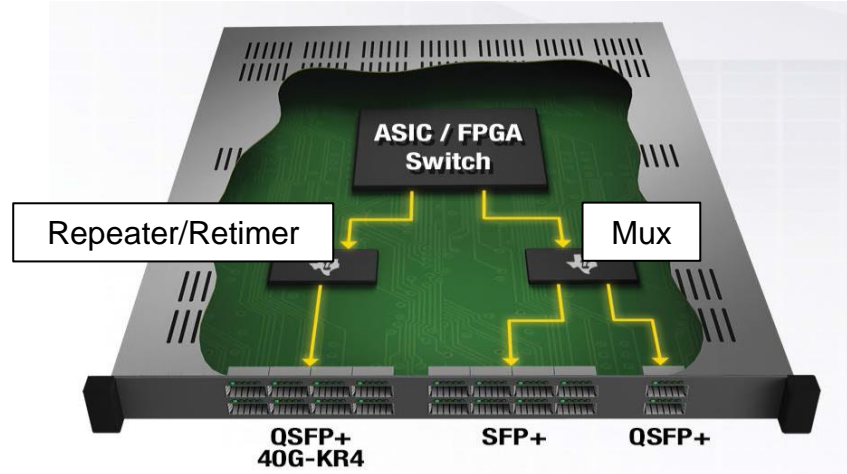 ASIC / FPGA
Switch
Repeater/Retimer
Mux
QSFP+
40G-KR4
SFP+
QSFP+